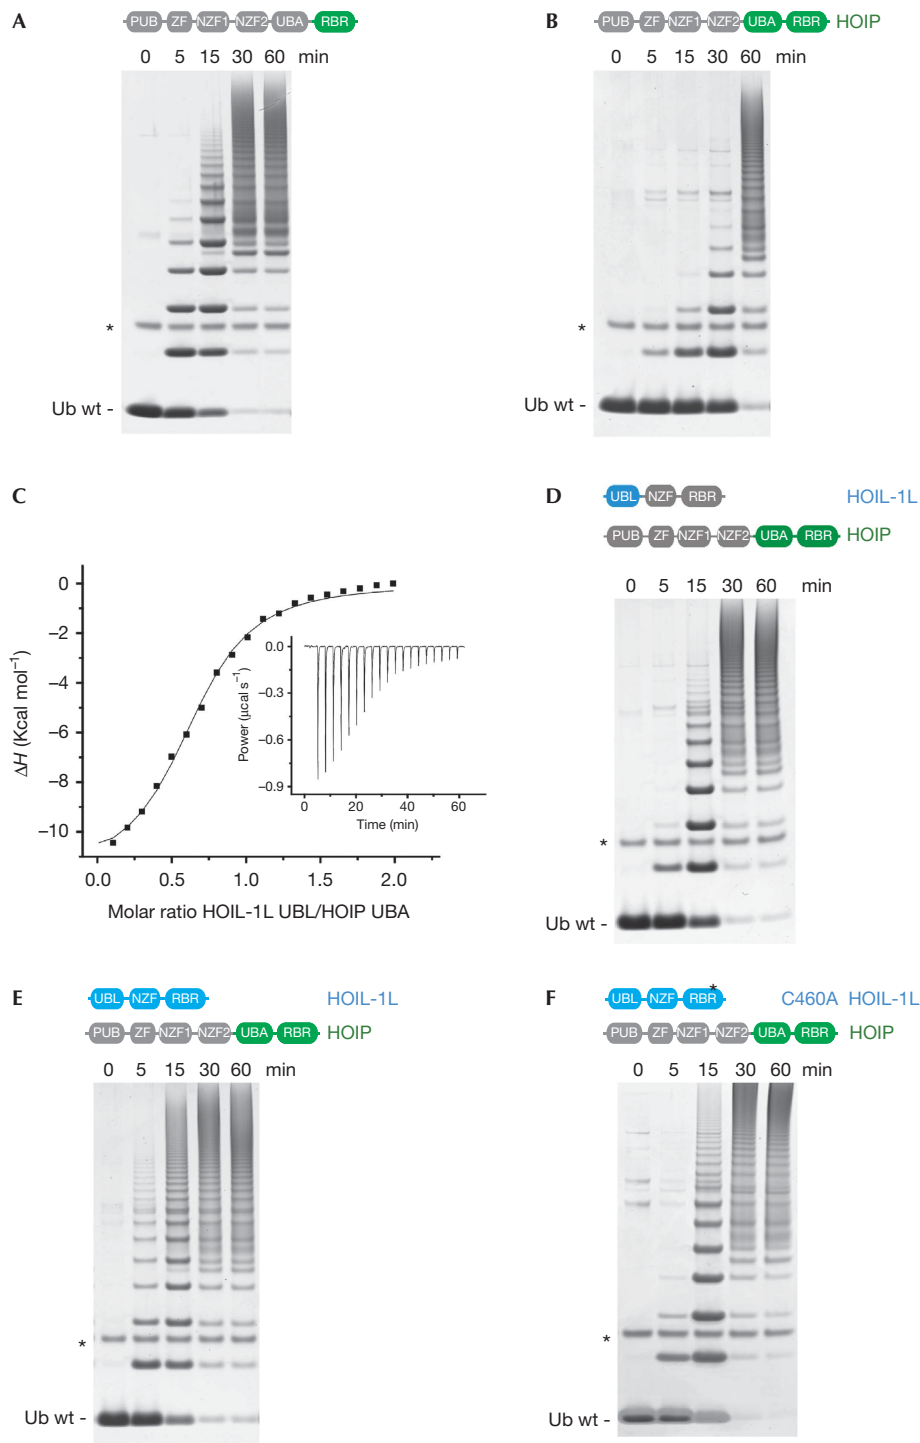 A
PUB ZF NZF1 NZF2 UBA RBR
0 5 15 30 60 min
*
Ub wt -
B
PUB ZF NZF1 NZF2 UBA RBR HOIP
0 5 15 30 60 min
*
Ub wt -
C
0
−2
−4
−6
−8
−10
ΔH (Kcal mol−1)
0.0 0.5 1.0 1.5 2.0
Molar ratio HOIL-1L UBL/HOIP UBA
0.0
−0.3
−0.6
−0.9
Power (µcal s−1)
0 20 40 60
Time (min)
D
UBL NZF RBR HOIL-1L
PUB ZF NZF1 NZF2 UBA RBR HOIP
0 5 15 30 60 min
*
Ub wt -
E
UBL NZF RBR HOIL-1L
PUB ZF NZF1 NZF2 UBA RBR HOIP
0 5 15 30 60 min
*
Ub wt -
F
UBL NZF RBR * C460A HOIL-1L
PUB ZF NZF1 NZF2 UBA RBR HOIP
0 5 15 30 60 min
*
Ub wt -